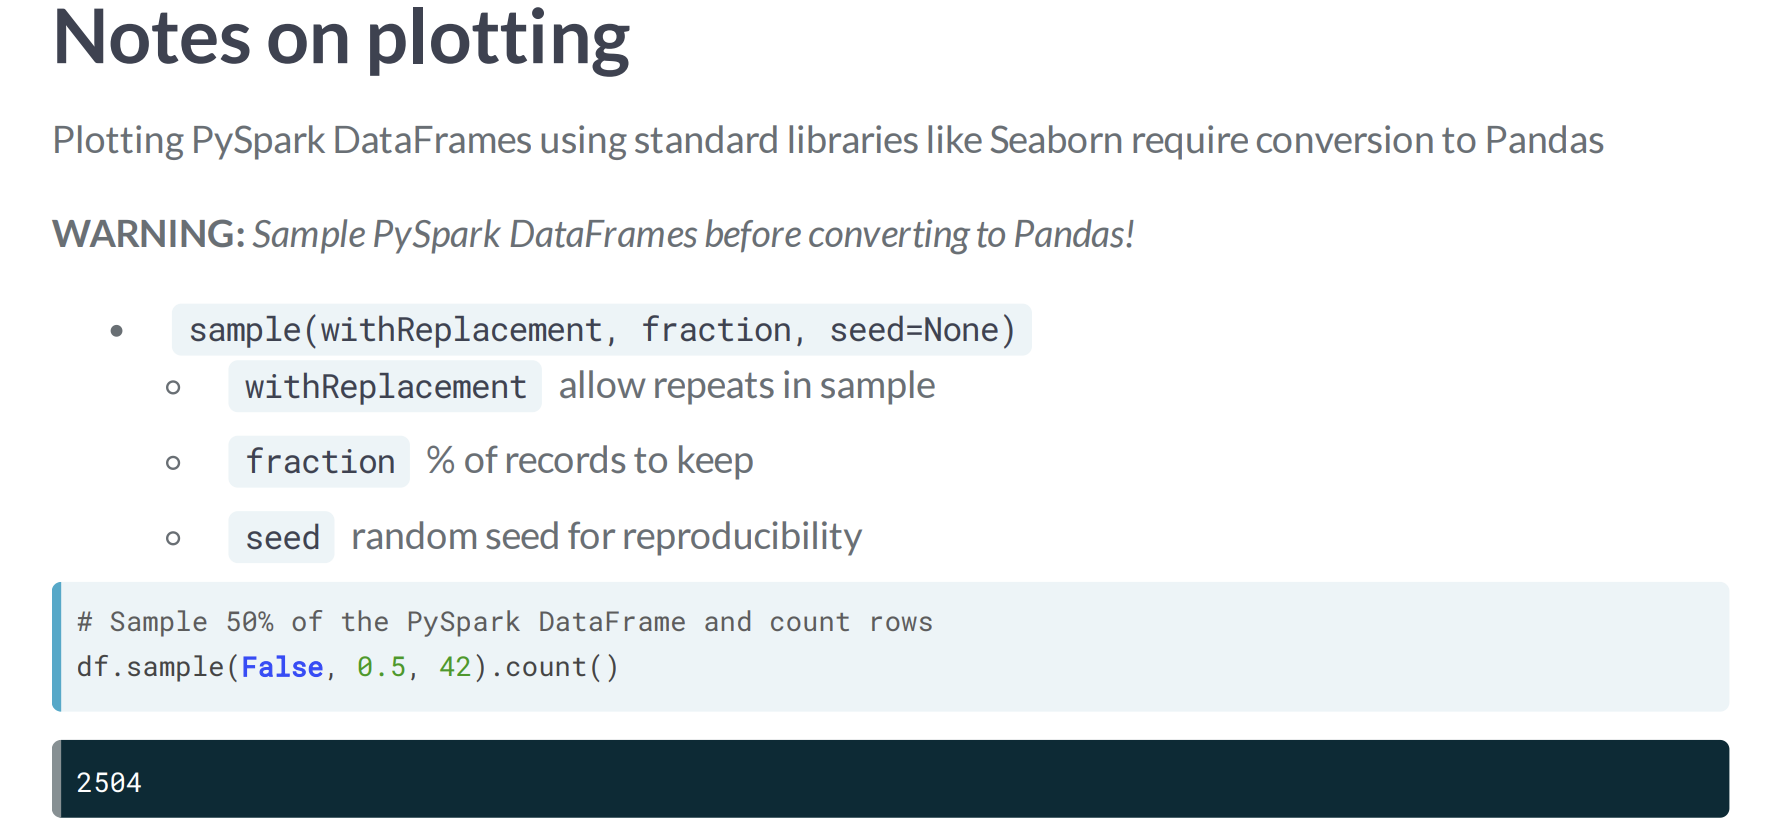 Notes on plotting
Plotting PySpark DataFrames using standard libraries like Seaborn require conversion to Pandas
WARNING: Sample PySpark DataFrames before converting to Pandas!
sample(withReplacement, fraction, seed=None)
withReplacement allow repeats in sample
fraction % of records to keep
seed random seed for reproducibility
# Sample 50% of the PySpark DataFrame and count rows
df.sample(False, 0.5, 42).count()
2504